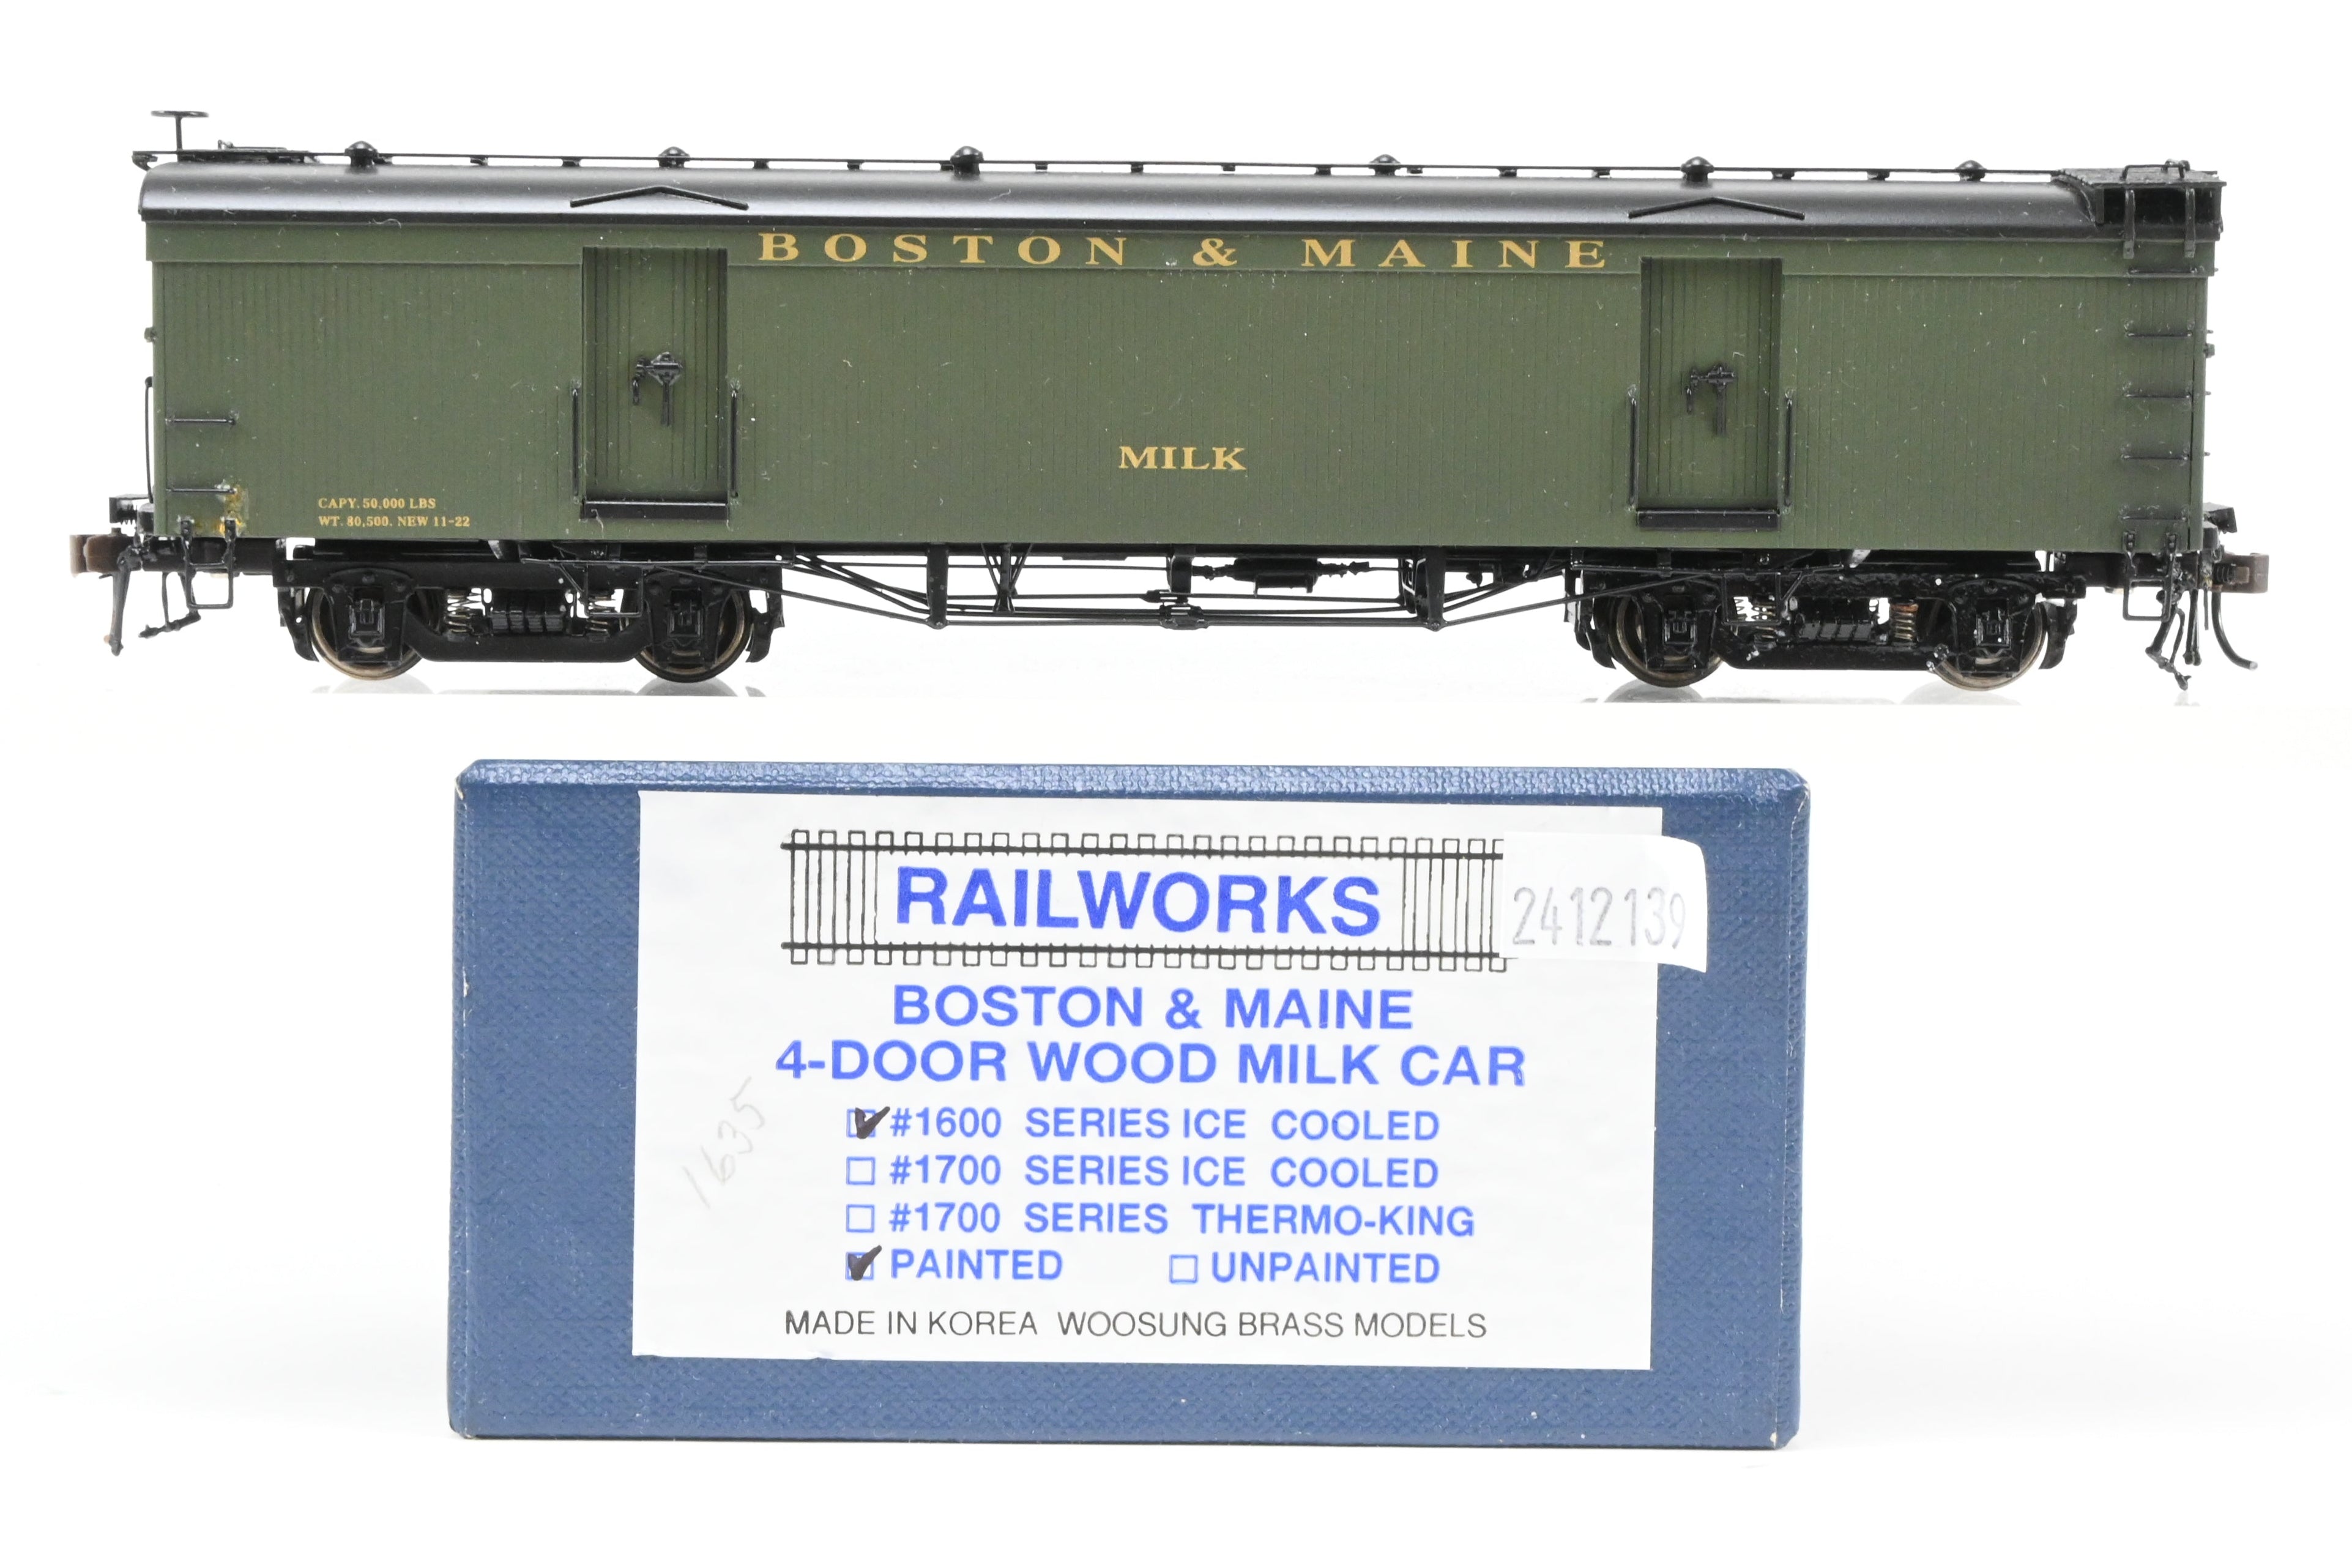 BOSTON & MAINE
MILK
CAPY. 50,000 LBS
WT. 80,500. NEW 11-22
RAILWORKS
2412139
BOSTON & MAINE
4-DOOR WOOD MILK CAR
1635
#1600 SERIES ICE COOLED
#1700 SERIES ICE COOLED
#1700 SERIES THERMO-KING
PAINTED UNPAINTED
MADE IN KOREA WOOSUNG BRASS MODELS